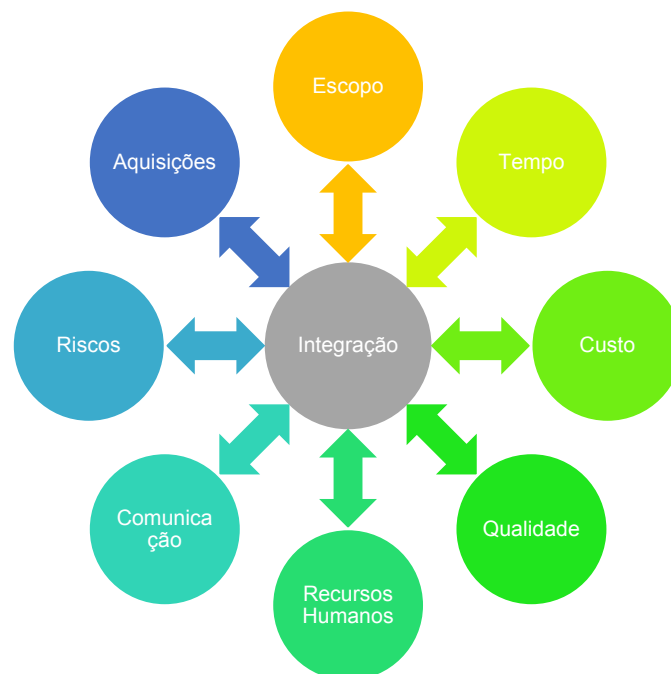 Escopo
Aquisições
Tempo
Riscos
Integração
Custo
Comunica
ção
Qualidade
Recursos
Humanos